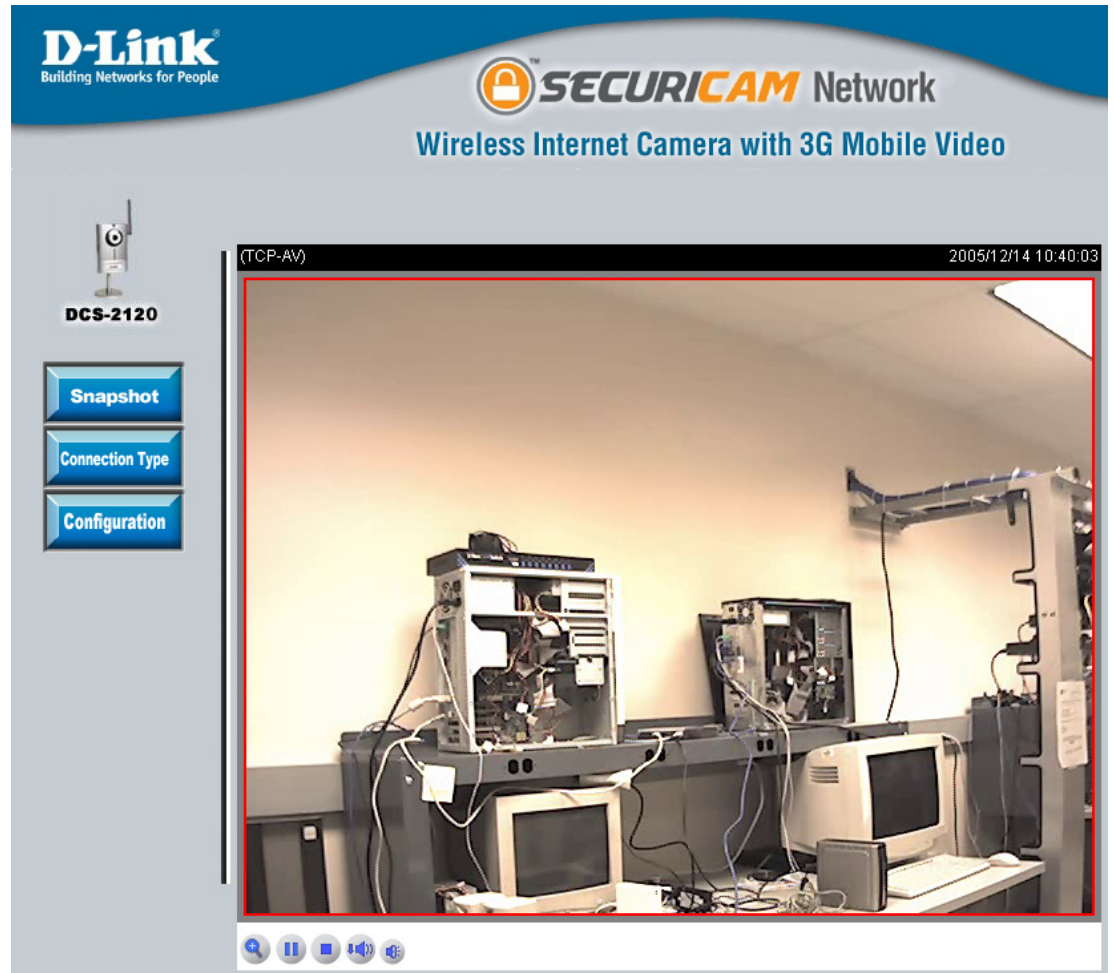 D-Link®
Building Networks for People
SECURICAM™ Network
Wireless Internet Camera with 3G Mobile Video
DCS-2120
(TCP-AV) 2005/12/14 10:40:03
Snapshot
Connection Type
Configuration